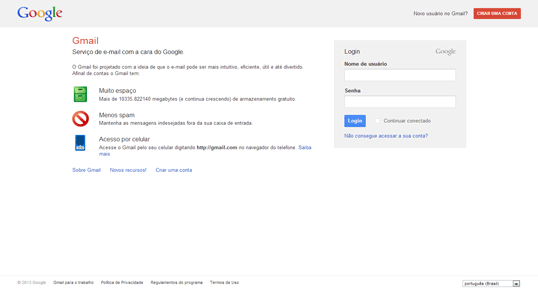 Google
Novo usuário no Gmail? CRIAR UMA CONTA
Gmail
Serviço de e-mail com a cara do Google.
O Gmail foi projetado com a ideia de que o e-mail pode ser mais intuitivo, eficiente, útil e até divertido.
Afinal de contas o Gmail tem:
Muito espaço
Mais de 10335.822140 megabytes (e continua crescendo) de armazenamento gratuito.
Menos spam
Mantenha as mensagens indesejadas fora da sua caixa de entrada.
Acesso por celular
Acesse o Gmail pelo seu celular digitando http://gmail.com no navegador do telefone. Saiba
mais
Sobre Gmail Novos recursos! Criar uma conta
Login Google
Nome de usuário
Senha
Login Continuar conectado
Não consegue acessar a sua conta?
© 2013 Google Gmail para o trabalho Política de Privacidade Regulamentos do programa Termos de Uso
português (Brasil)